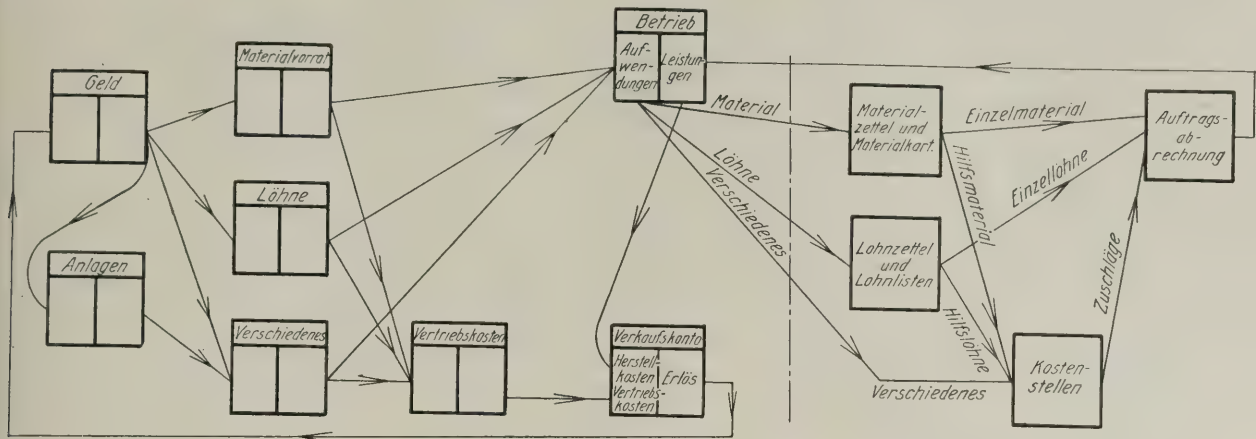 Betrieb
Auf-
wen-
dungen
Leistun-
gen
Materialvorrat
Geld
Löhne
Anlagen
Verschiedenes
Vertriebskosten
Verkaufskonto
Herstell-
kosten
Vertriebs-
kosten
Erlös
Material
Löhne
Verschiedenes
Material-
zettel und
Materialkart.
Einzelmaterial
Hilfsmaterial
Einzellöhne
Auftrags-
ab-
rechnung
Lohnzettel
und
Lohnlisten
Hilfslöhne
Zuschläge
Verschiedenes
Kosten-
stellen